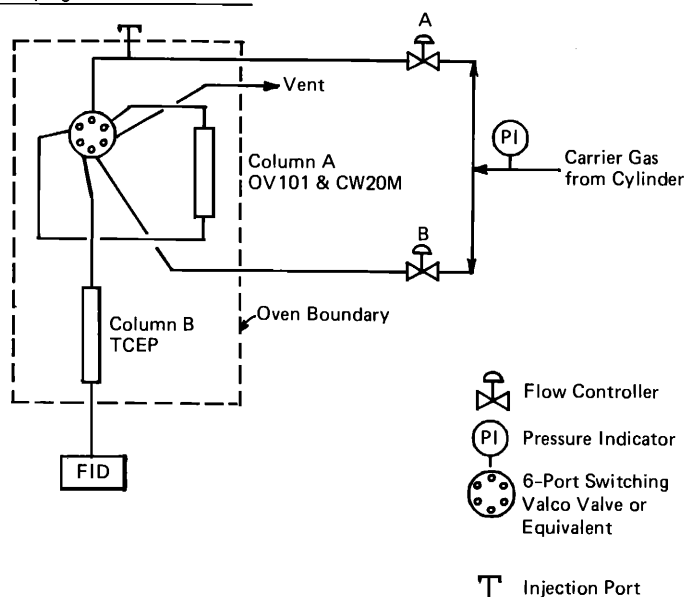 A
Vent
PI
Carrier Gas
from Cylinder
Column A
OV101 & CW20M
B
Column B
TCEP
Oven Boundary
FID
Flow Controller
PI
Pressure Indicator
6-Port Switching
Valco Valve or
Equivalent
Injection Port